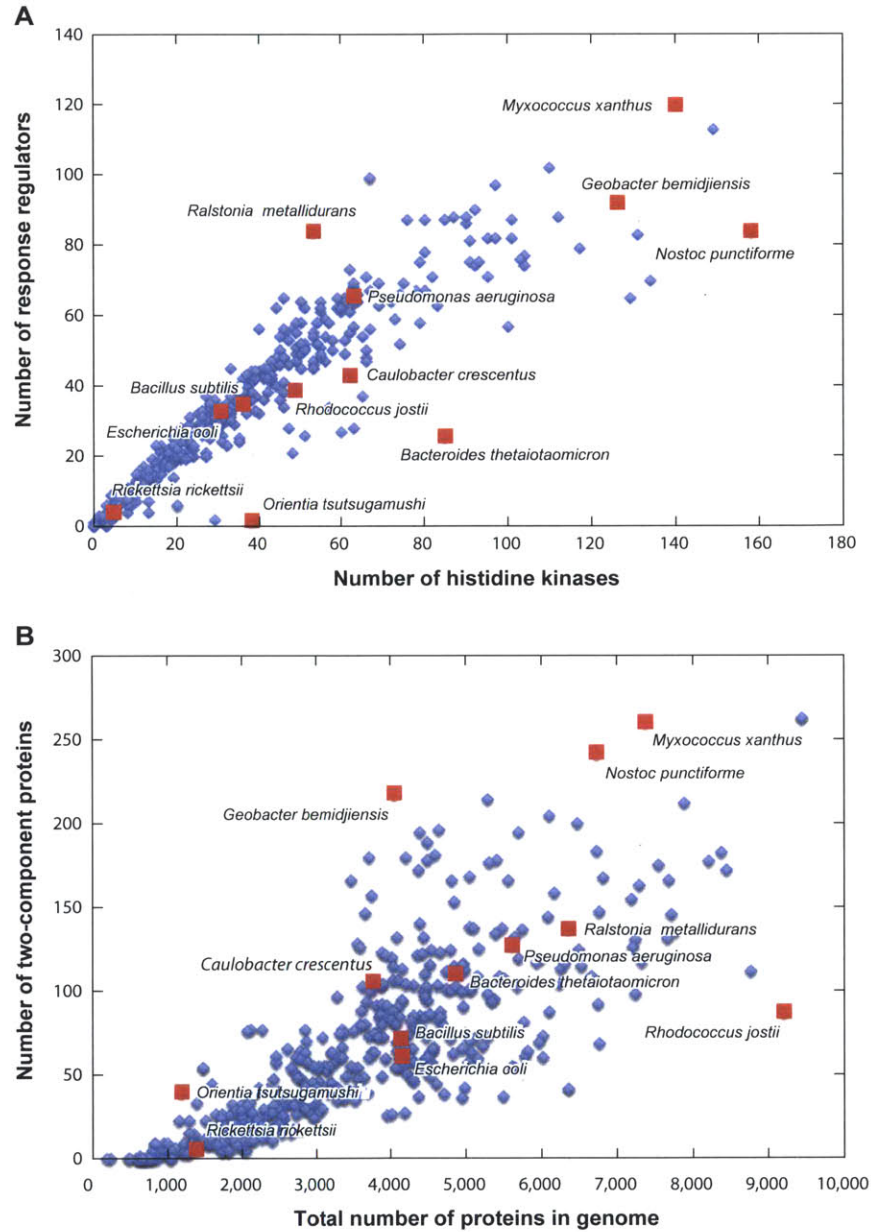 A
140
120
100
80
60
40
20
0
Number of response regulators
Myxococcus xanthus
Geobacter bemidjiensis
Ralstonia metallidurans
Nostoc punctiforme
Pseudomonas aeruginosa
Caulobacter crescentus
Bacillus subtilis
Rhodococcus jostii
Escherichia coli
Bacteroides thetaiotaomicron
Rickettsia rickettsii
Orientia tsutsugamushi
0 20 40 60 80 100 120 140 160 180
Number of histidine kinases
B
300
250
200
150
100
50
0
Number of two-component proteins
Myxococcus xanthus
Nostoc punctiforme
Geobacter bemidjiensis
Ralstonia metallidurans
Pseudomonas aeruginosa
Caulobacter crescentus
Bacteroides thetaiotaomicron
Rhodococcus jostii
Bacillus subtilis
Escherichia coli
Orientia tsutsugamushi
Rickettsia rickettsii
0 1,000 2,000 3,000 4,000 5,000 6,000 7,000 8,000 9,000 10,000
Total number of proteins in genome